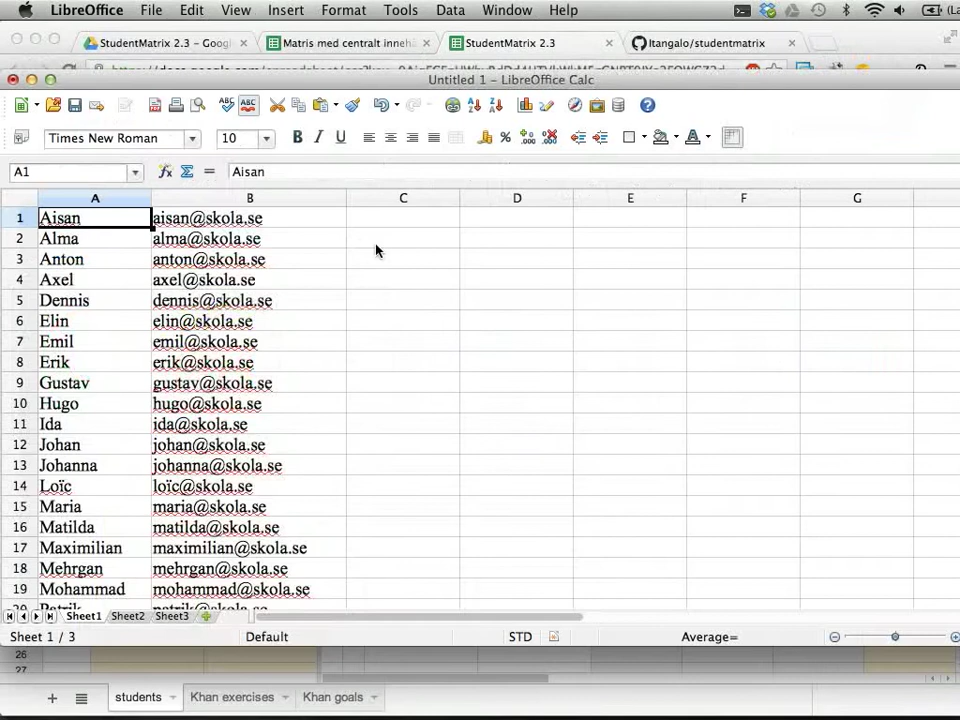 LibreOffice File Edit View Insert Format Tools Data Window Help
StudentMatrix 2.3 – Googl Matris med centralt innehå StudentMatrix 2.3 Itangalo/studentmatrix
Untitled 1 – LibreOffice Calc
Times New Roman 10
A1 Aisan
A B C D E F G
1 Aisan aisan@skola.se
2 Alma alma@skola.se
3 Anton anton@skola.se
4 Axel axel@skola.se
5 Dennis dennis@skola.se
6 Elin elin@skola.se
7 Emil emil@skola.se
8 Erik erik@skola.se
9 Gustav gustav@skola.se
10 Hugo hugo@skola.se
11 Ida ida@skola.se
12 Johan johan@skola.se
13 Johanna johanna@skola.se
14 Loïc loïc@skola.se
15 Maria maria@skola.se
16 Matilda matilda@skola.se
17 Maximilian maximilian@skola.se
18 Mehrgan mehrgan@skola.se
19 Mohammad mohammad@skola.se
20 Patrik patrik@skola.se
Sheet1 Sheet2 Sheet3
Sheet 1 / 3 Default STD Average=
26
27
students Khan exercises Khan goals